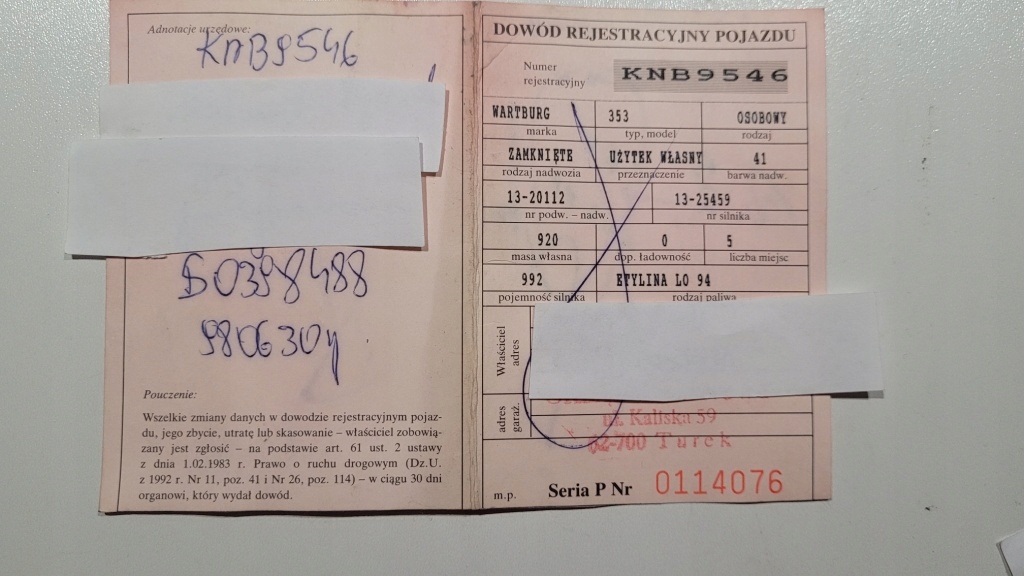 Adnotacje urzędowe:
KNB9546
98063
Pouczenie:
Wszelkie zmiany danych w dowodzie rejestracyjnym pojaz-
du, jego zbycie, utratę lub skasowanie – właściciel zobowią-
zany jest zgłosić – na podstawie art. 61 ust. 2 ustawy
z dnia 1.02.1983 r. Prawo o ruchu drogowym (Dz.U.
z 1992 r. Nr 11, poz. 41 i Nr 26, poz. 114) – w ciągu 30 dni
organowi, który wydał dowód.
DOWÓD REJESTRACYJNY POJAZDU
Numer
rejestracyjny
KNB9546
WARTBURG 353 OSOBOWY
marka typ, model rodzaj
ZAMKNIĘTE UŻYTEK WŁASNY 41
rodzaj nadwozia przeznaczenie barwa nadw.
13-20112 13-25459
nr podw. – nadw. nr silnika
920 0 5
masa własna dop. ładowność liczba miejsc
992 ETYLINA LO 94
pojemność silnika rodzaj paliwa
Właściciel
adres
adres
garaż.
ul. Kaliska 59
62-700 Turek
m.p. Seria P Nr 0114076